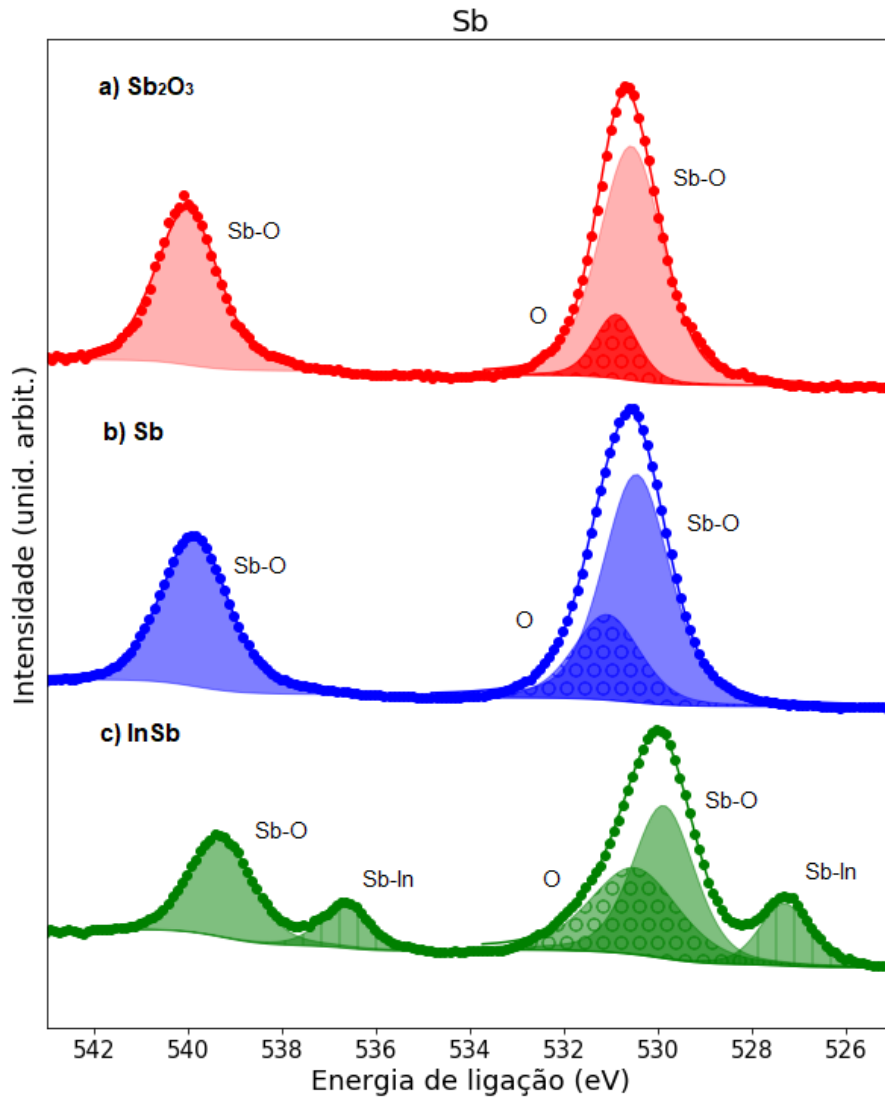 Sb
a) Sb₂O₃
Sb-O
Sb-O
O
b) Sb
Sb-O
Sb-O
O
c) InSb
Sb-O
Sb-O
Sb-In
O
Sb-In
542 540 538 536 534 532 530 528 526
Energia de ligação (eV)
Intensidade (unid. arbit.)